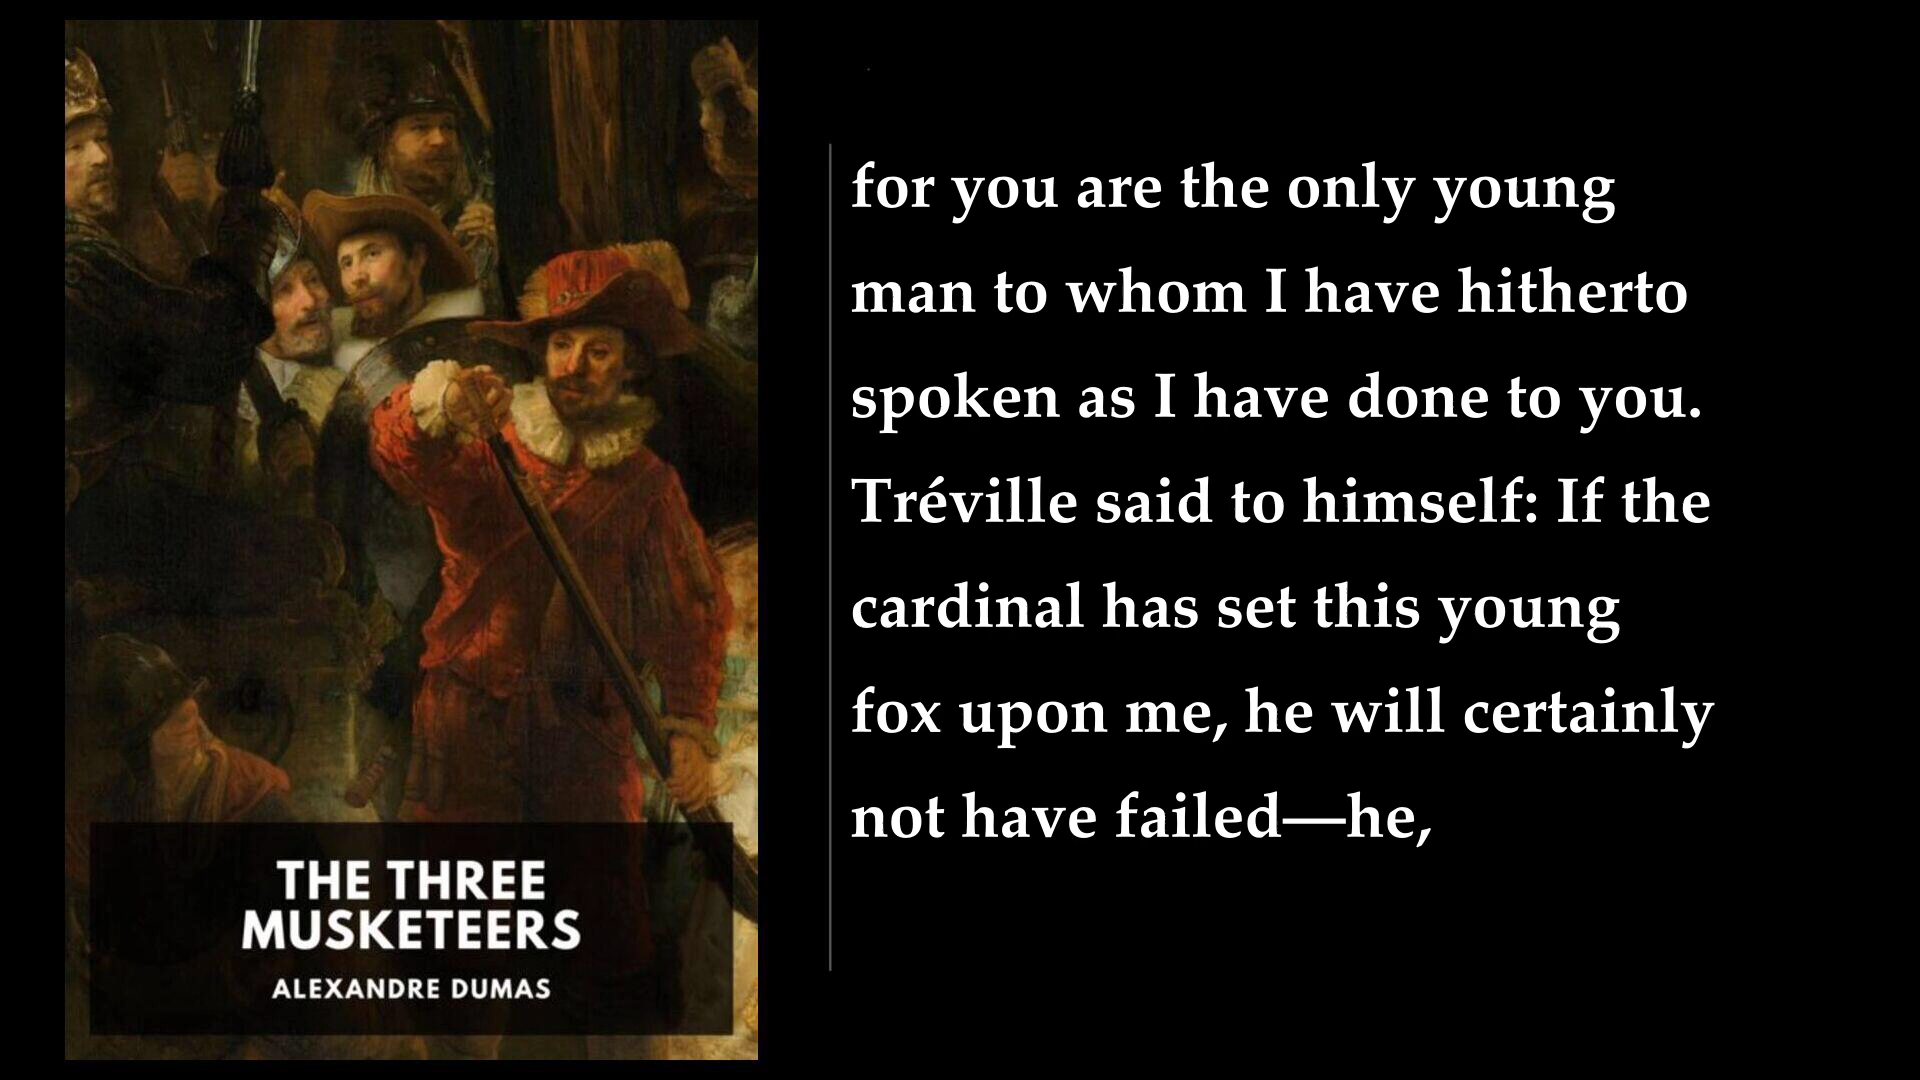 THE THREE
MUSKETEERS
ALEXANDRE DUMAS
for you are the only young
man to whom I have hitherto
spoken as I have done to you.
Tréville said to himself: If the
cardinal has set this young
fox upon me, he will certainly
not have failed—he,